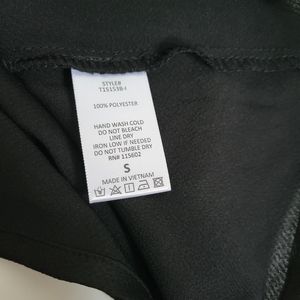 STYLE#
T151538-I
100% POLYESTER
HAND WASH COLD
DO NOT BLEACH
LINE DRY
IRON LOW IF NEEDED
DO NOT TUMBLE DRY
RN# 115602
S
MADE IN VIETNAM